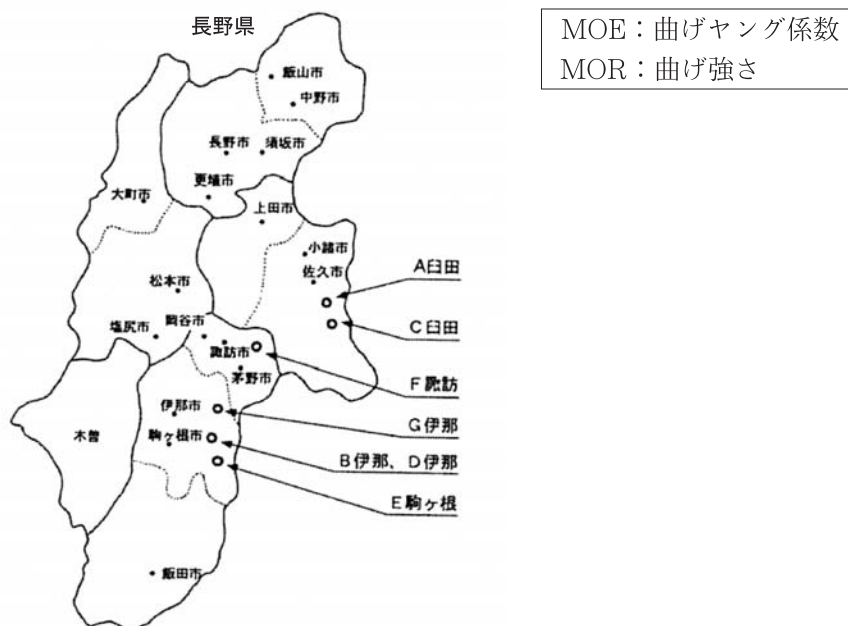 長野県
MOE：曲げヤング係数
MOR：曲げ強さ
飯山市
中野市
長野市
須坂市
更埴市
大町市
上田市
小諸市
佐久市
A臼田
松本市
C臼田
塩尻市
岡谷市
諏訪市
茅野市
F諏訪
伊那市
G伊那
木曽
駒ヶ根市
B伊那、D伊那
E駒ヶ根
飯田市